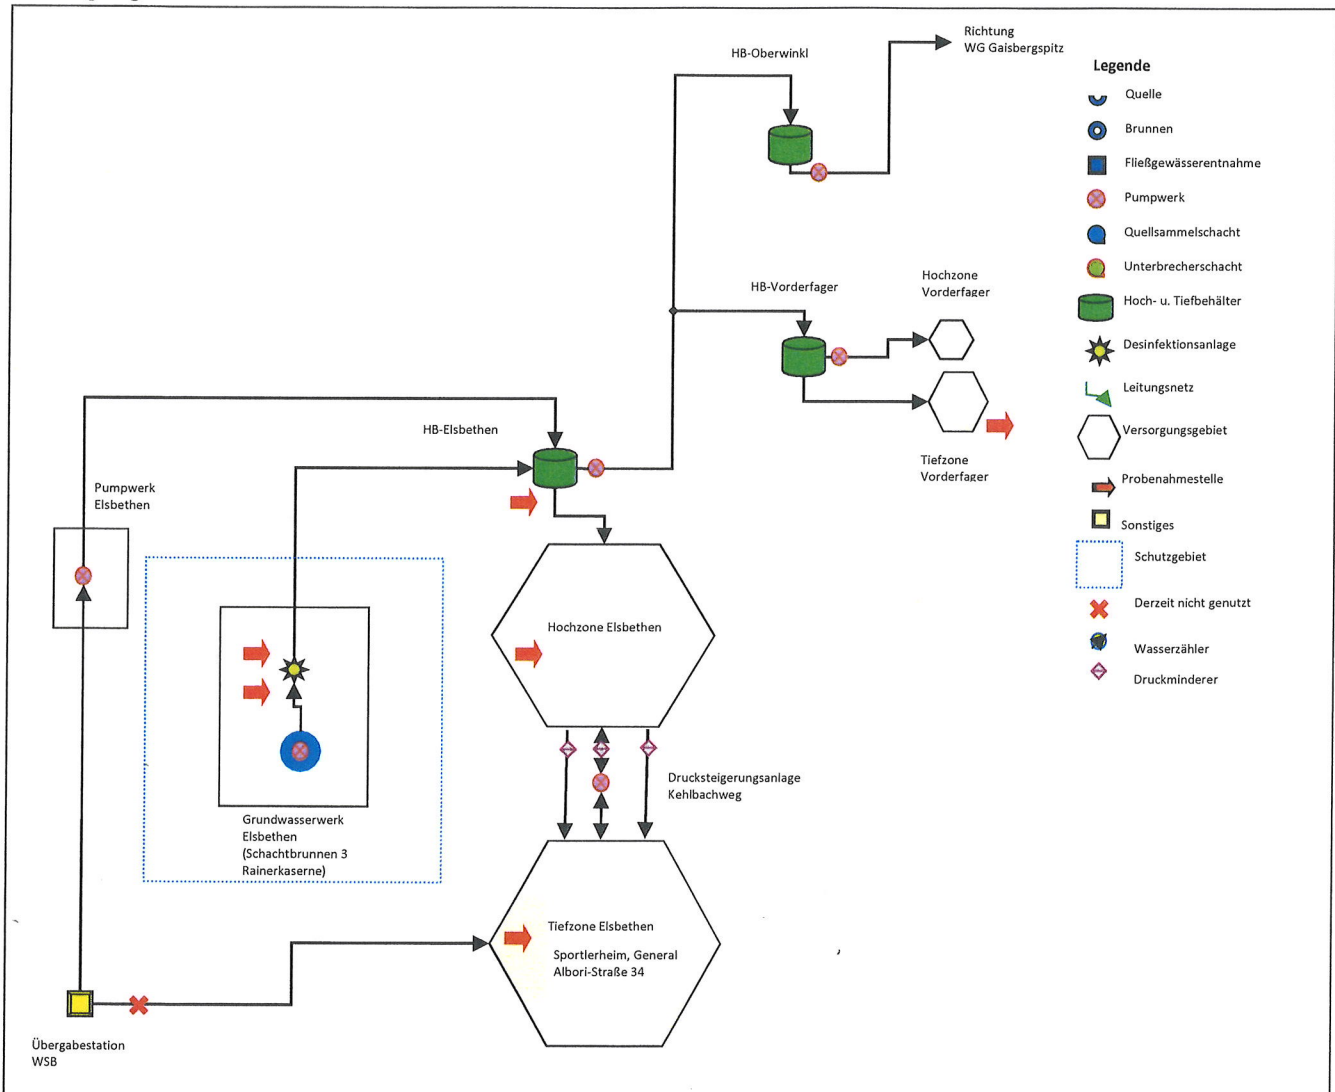 Richtung
WG Gaisbergspitz
HB-Oberwinkl
Legende
Quelle
Brunnen
Fließgewässerentnahme
Pumpwerk
Quellsammelschacht
Unterbrecherschacht
Hoch- u. Tiefbehälter
Desinfektionsanlage
Leitungsnetz
Versorgungsgebiet
Probenahmestelle
Sonstiges
Schutzgebiet
Derzeit nicht genutzt
Wasserzähler
Druckminderer
HB-Vorderfager
Hochzone
Vorderfager
Tiefzone
Vorderfager
HB-Elsbethen
Pumpwerk
Elsbethen
Hochzone Elsbethen
Drucksteigerungsanlage
Kehlbachweg
Grundwasserwerk
Elsbethen
(Schachtbrunnen 3
Rainerkaserne)
Tiefzone Elsbethen
Sportlerheim, General
Albori-Straße 34
Übergabestation
WSB